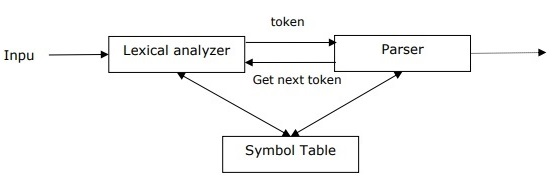 token
Inpu
Lexical analyzer
Parser
Get next token
Symbol Table